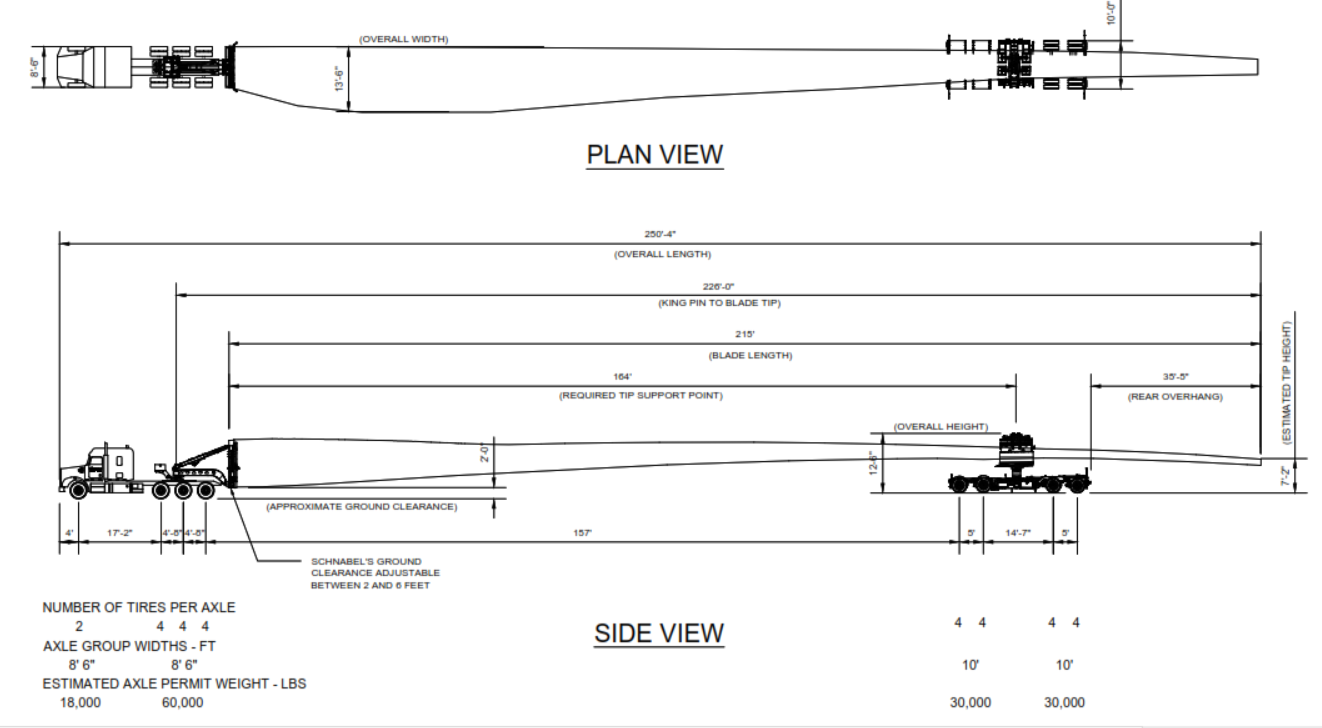 10'-0"
(OVERALL WIDTH)
8'-6"
13'-6"
PLAN VIEW
250'-4"
(OVERALL LENGTH)
226'-0"
(KING PIN TO BLADE TIP)
215'
(BLADE LENGTH)
164'
(REQUIRED TIP SUPPORT POINT)
35'-5"
(REAR OVERHANG)
(ESTIMATED TIP HEIGHT)
(OVERALL HEIGHT)
2'-0"
12'-6"
7'-2"
(APPROXIMATE GROUND CLEARANCE)
4' 17'-2" 4'-8" 4'-8" 157' 5' 14'-7" 5'
SCHNABEL'S GROUND
CLEARANCE ADJUSTABLE
BETWEEN 2 AND 6 FEET
NUMBER OF TIRES PER AXLE
2 4 4 4 4 4 4 4
SIDE VIEW
AXLE GROUP WIDTHS - FT
8' 6" 8' 6" 10' 10'
ESTIMATED AXLE PERMIT WEIGHT - LBS
18,000 60,000 30,000 30,000